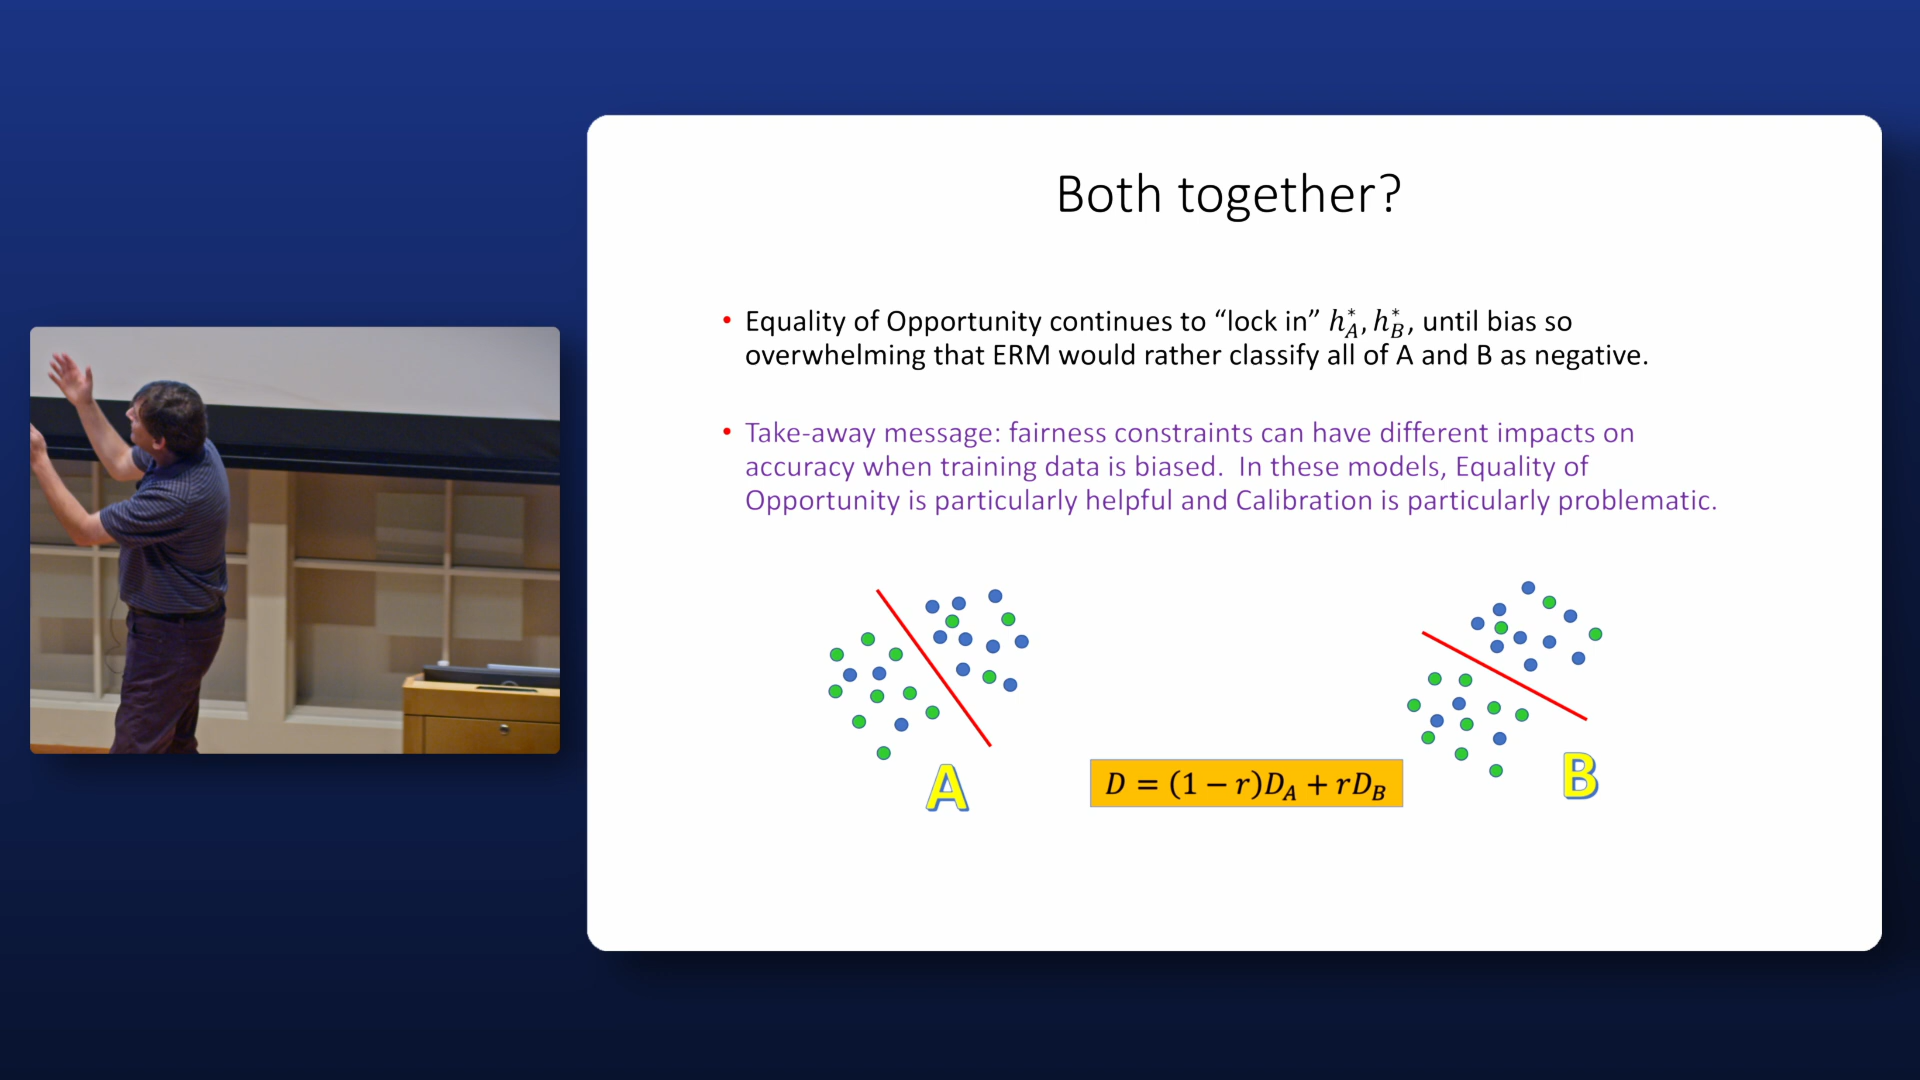 Both together?
• Equality of Opportunity continues to “lock in” $h_A^*, h_B^*$, until bias so
overwhelming that ERM would rather classify all of A and B as negative.
• Take-away message: fairness constraints can have different impacts on
accuracy when training data is biased.  In these models, Equality of
Opportunity is particularly helpful and Calibration is particularly problematic.
A
$D = (1 - r)D_A + rD_B$
B